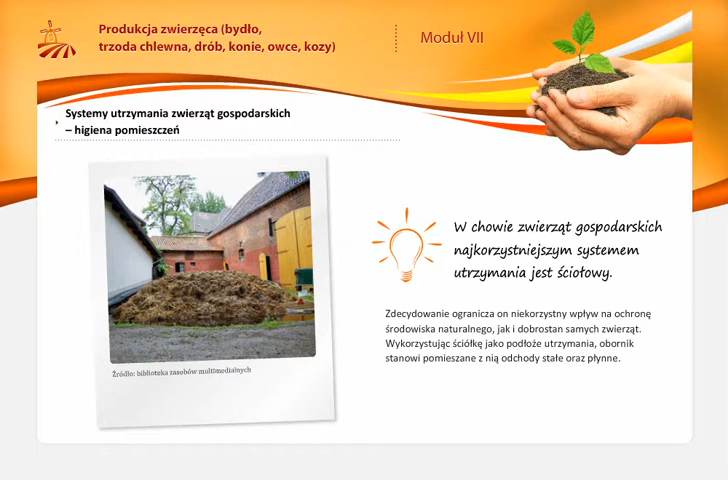 Produkcja zwierzęca (bydło,
trzoda chlewna, drób, konie, owce, kozy)
Moduł VII
Systemy utrzymania zwierząt gospodarskich
– higiena pomieszczeń
W chowie zwierząt gospodarskich
najkorzystniejszym systemem
utrzymania jest ściołowy.
Zdecydowanie ogranicza on niekorzystny wpływ na ochronę
środowiska naturalnego, jak i dobrostan samych zwierząt.
Wykorzystując ściółkę jako podłoże utrzymania, obornik
stanowi pomieszane z nią odchody stałe oraz płynne.
Źródło: biblioteka zasobów multimedialnych